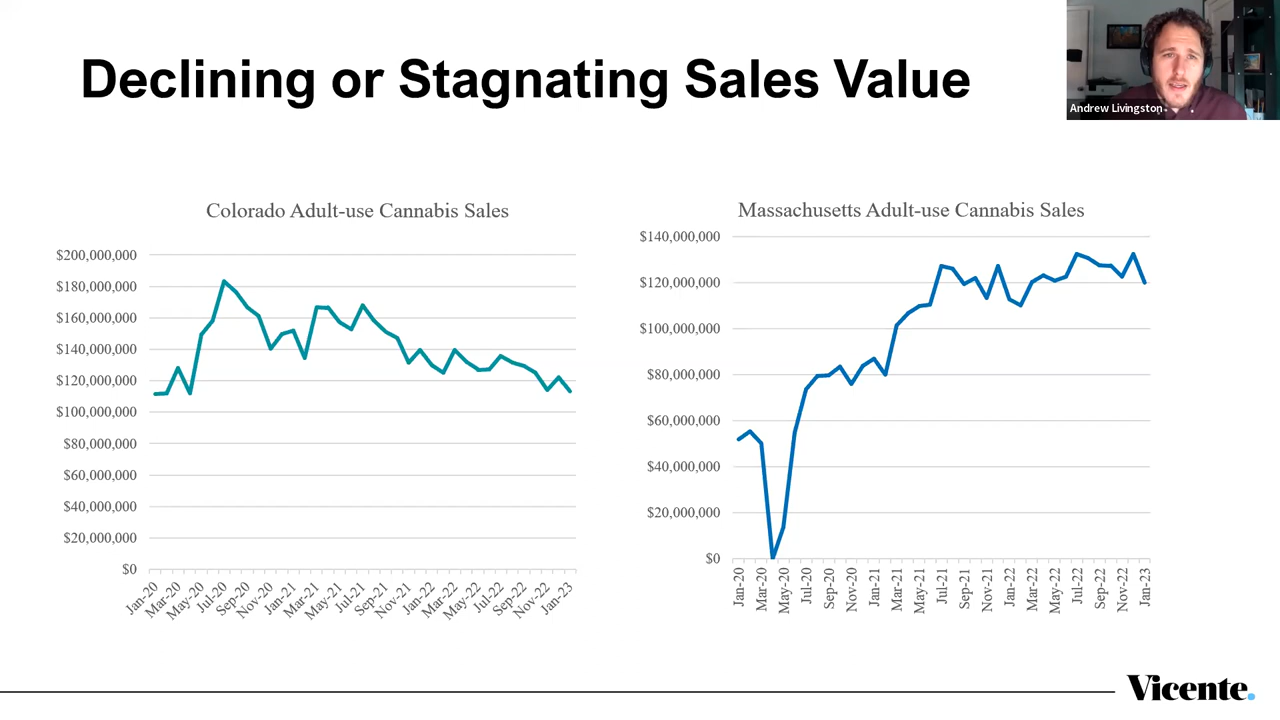 Declining or Stagnating Sales Value
Andrew Livingston
Colorado Adult-use Cannabis Sales
$200,000,000
$180,000,000
$160,000,000
$140,000,000
$120,000,000
$100,000,000
$80,000,000
$60,000,000
$40,000,000
$20,000,000
$0
Jan-20
Mar-20
May-20
Jul-20
Sep-20
Nov-20
Jan-21
Mar-21
May-21
Jul-21
Sep-21
Nov-21
Jan-22
Mar-22
May-22
Jul-22
Sep-22
Nov-22
Jan-23
Massachusetts Adult-use Cannabis Sales
$140,000,000
$120,000,000
$100,000,000
$80,000,000
$60,000,000
$40,000,000
$20,000,000
$0
Jan-20
Mar-20
May-20
Jul-20
Sep-20
Nov-20
Jan-21
Mar-21
May-21
Jul-21
Sep-21
Nov-21
Jan-22
Mar-22
May-22
Jul-22
Sep-22
Nov-22
Jan-23
Vicente.